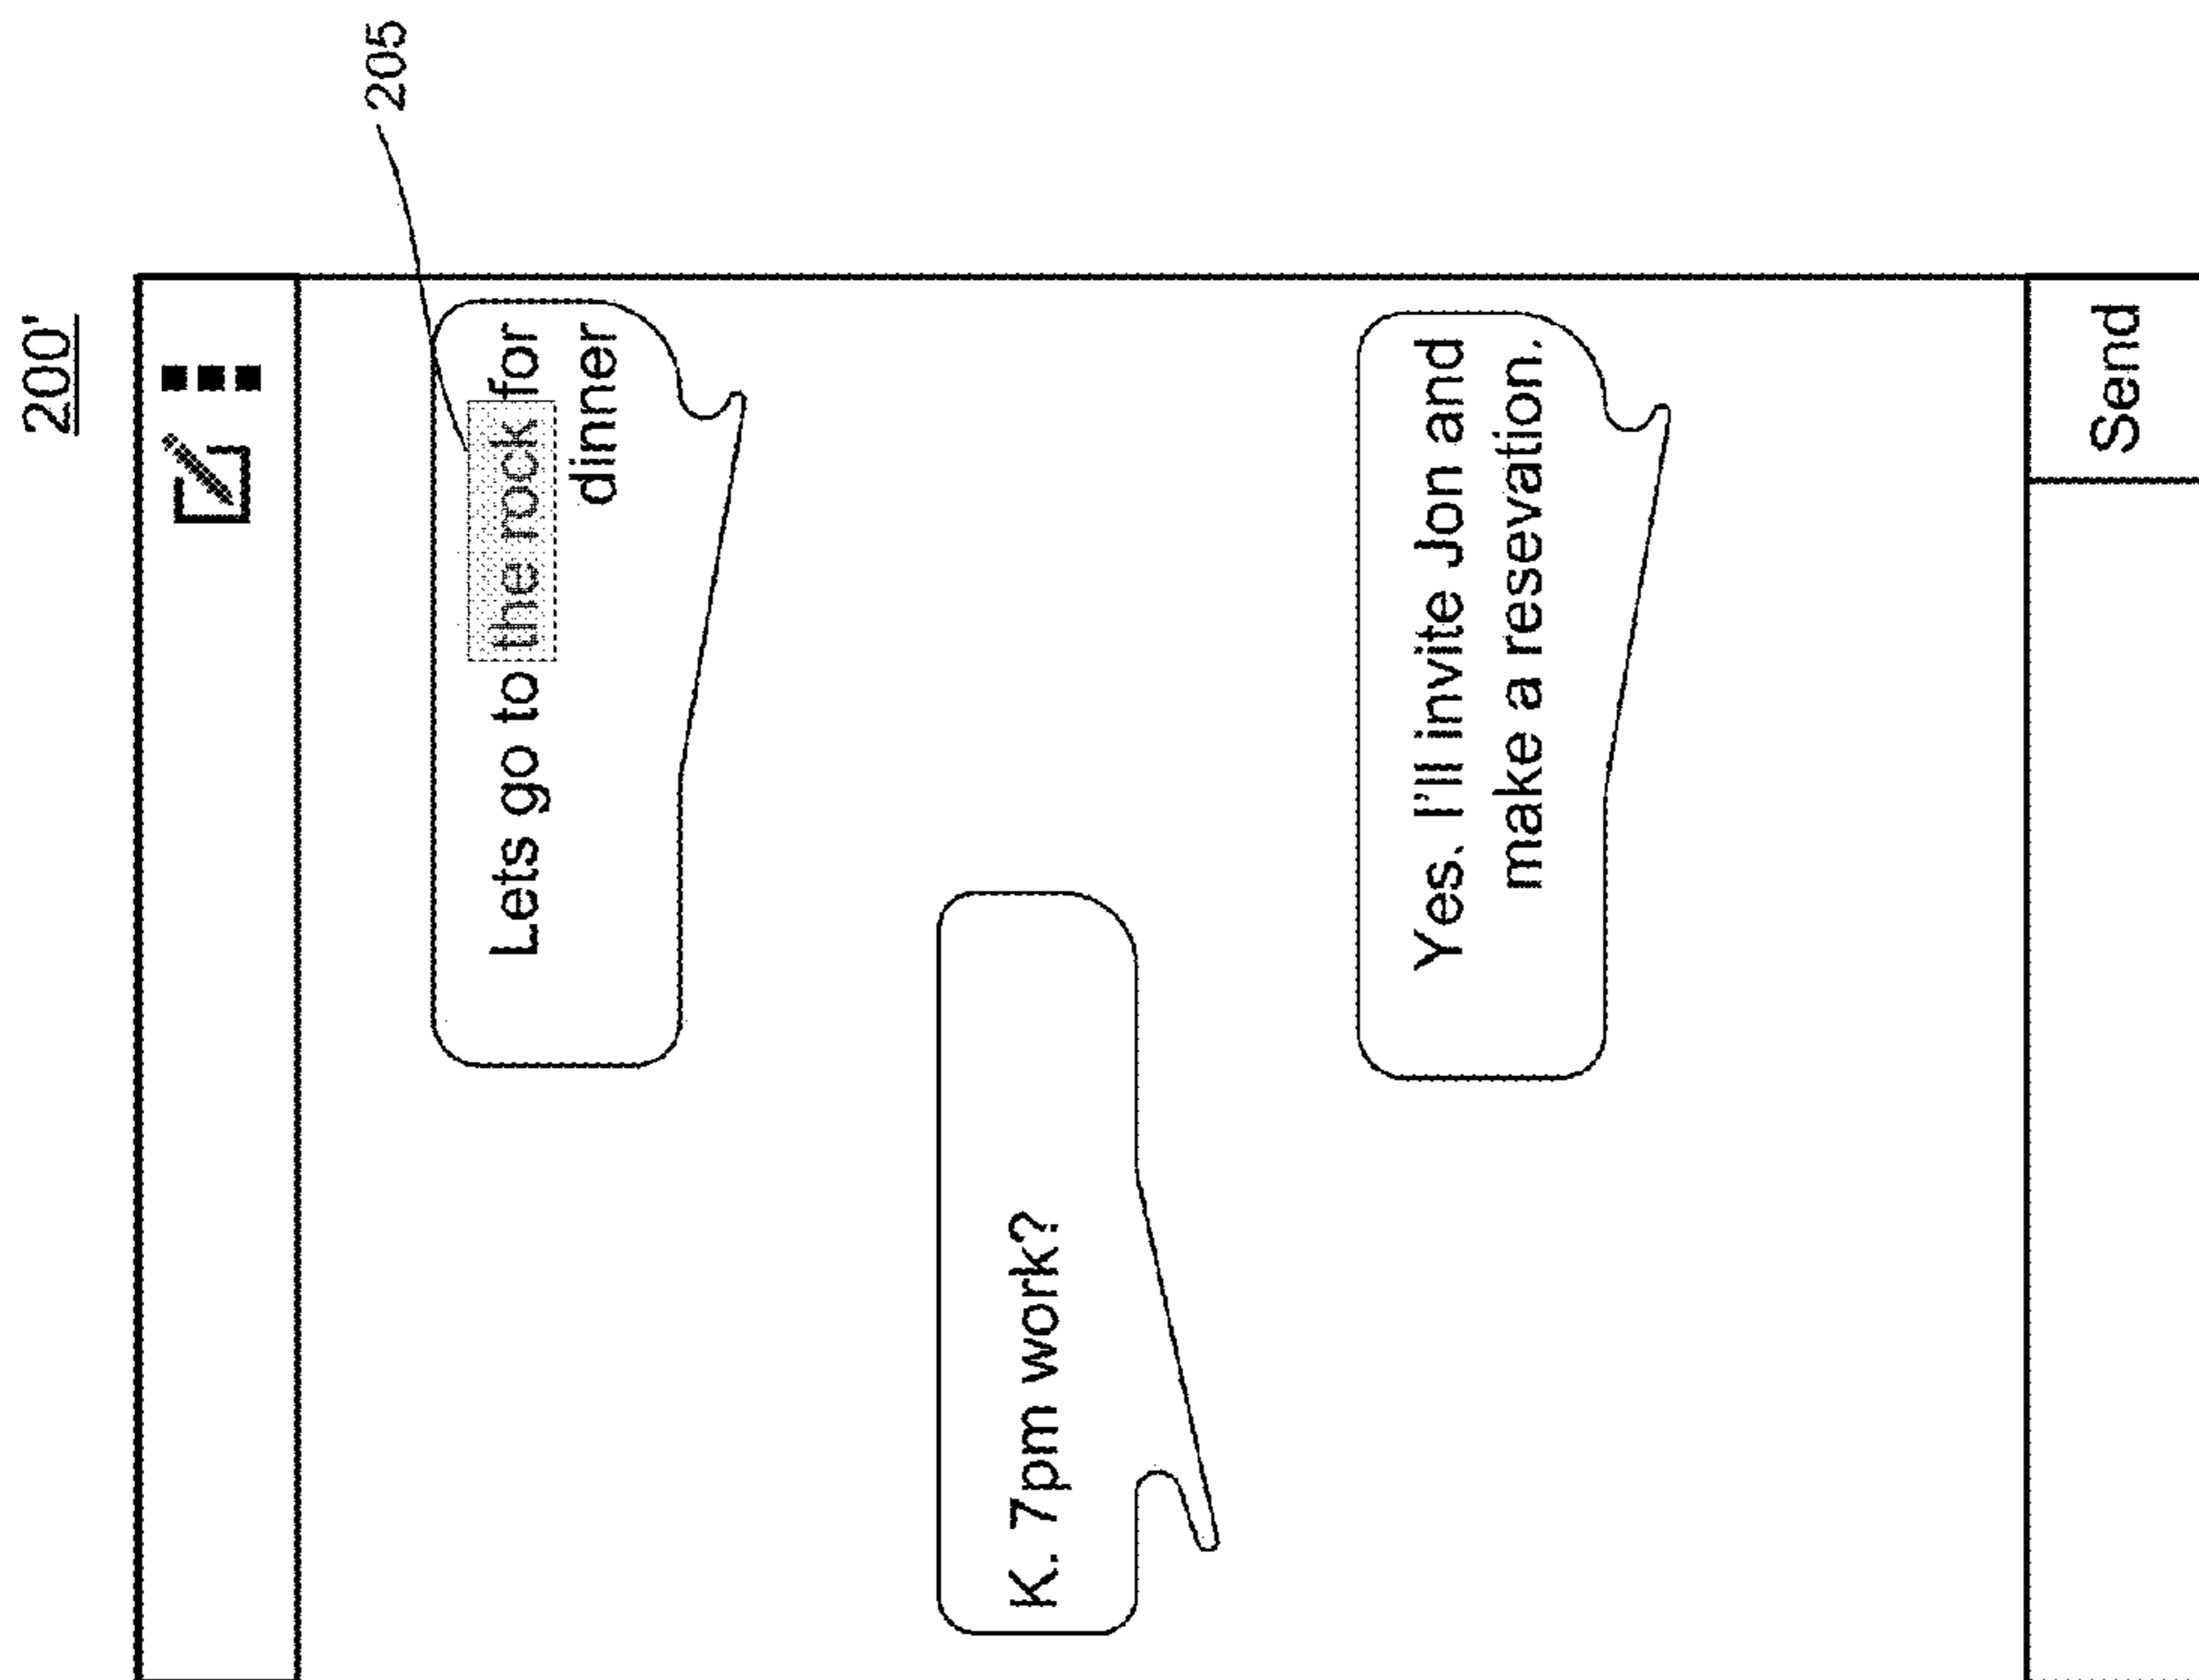 200'
205
Lets go to the rock for
dinner
K. 7pm work?
Yes. I'll invite Jon and
make a resevation.
Send